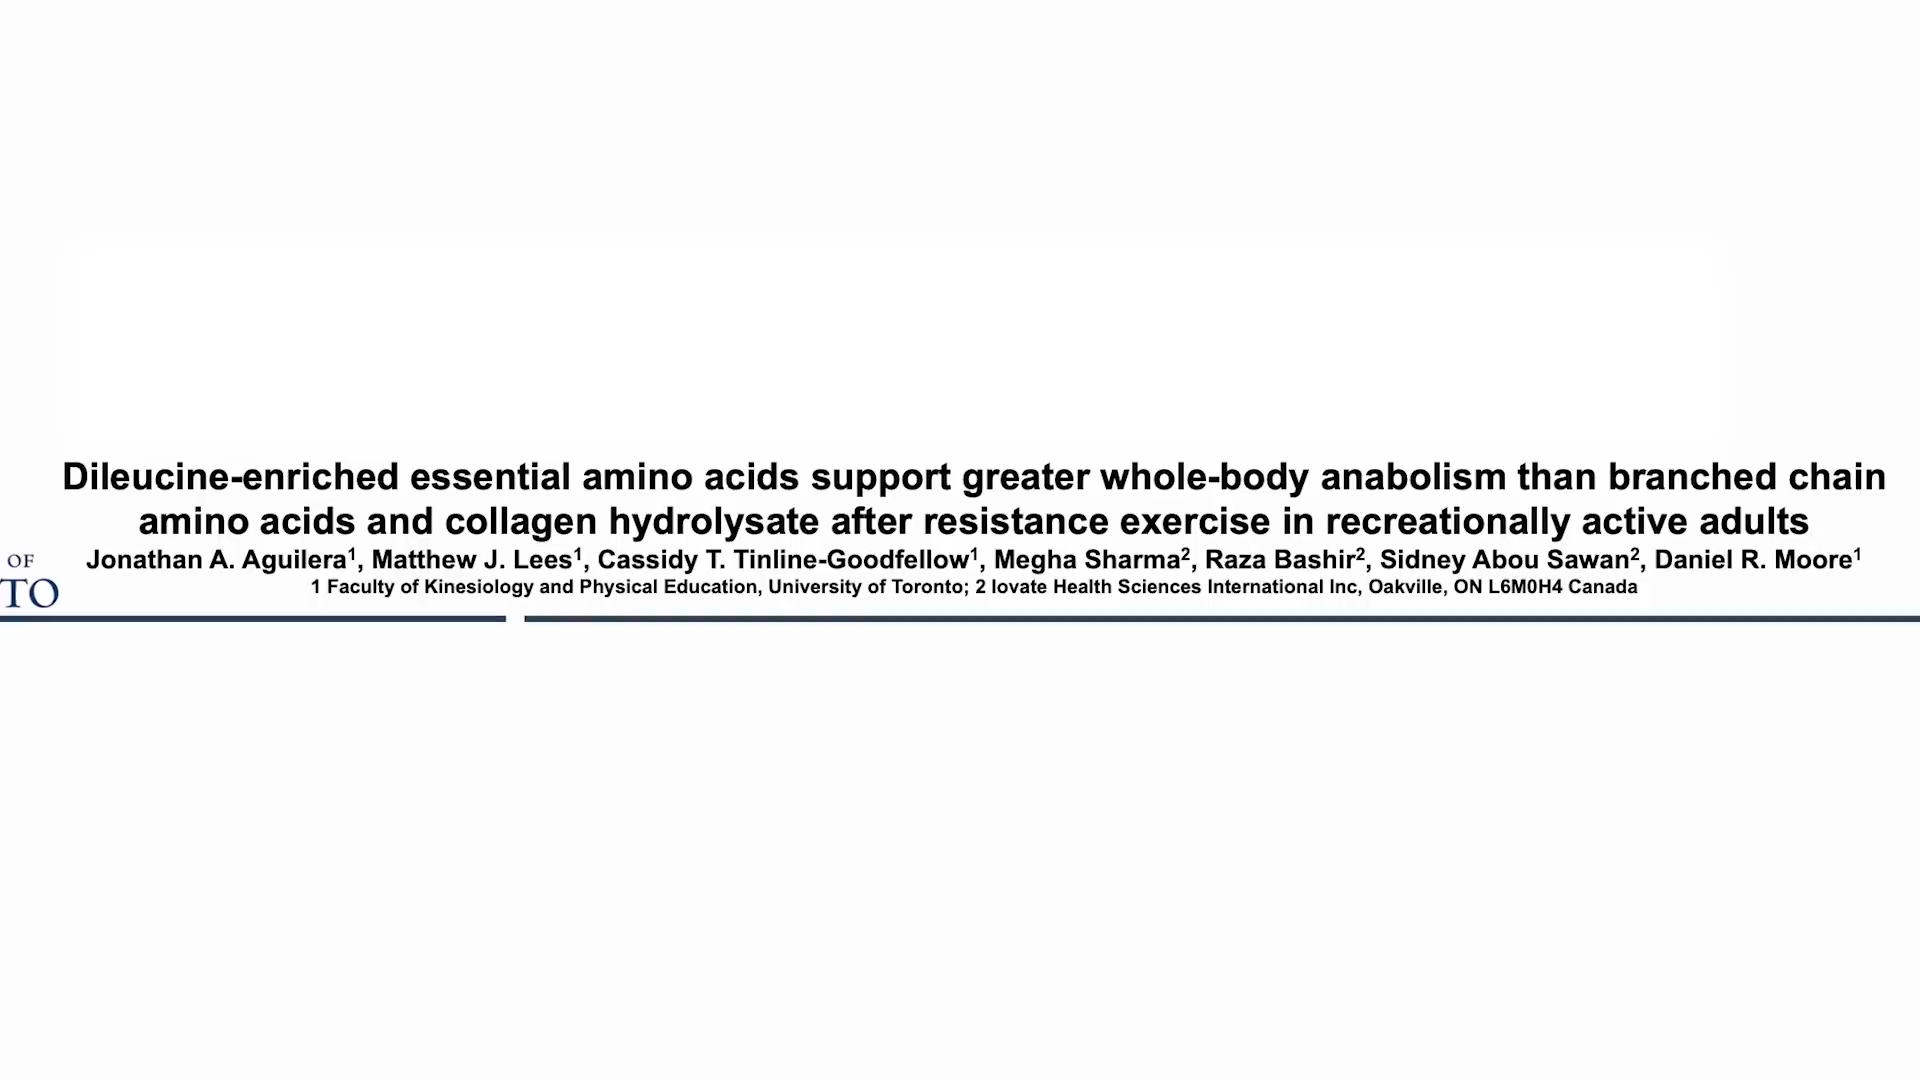 Dileucine-enriched essential amino acids support greater whole-body anabolism than branched chain
amino acids and collagen hydrolysate after resistance exercise in recreationally active adults
OF
TO
Jonathan A. Aguilera1, Matthew J. Lees1, Cassidy T. Tinline-Goodfellow1, Megha Sharma2, Raza Bashir2, Sidney Abou Sawan2, Daniel R. Moore1
1 Faculty of Kinesiology and Physical Education, University of Toronto; 2 Iovate Health Sciences International Inc, Oakville, ON L6M0H4 Canada